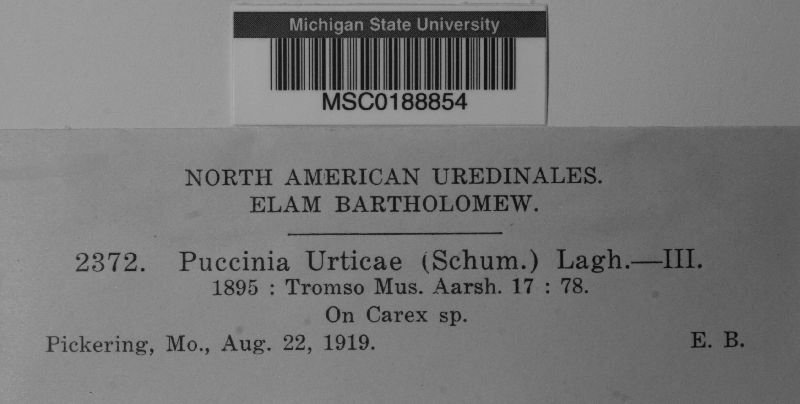 Michigan State University
MSC0188854
NORTH AMERICAN UREDINALES.
ELAM BARTHOLOMEW.
2372. Puccinia Urticae (Schum.) Lagh.—III.
1895 : Tromso Mus. Aarsh. 17 : 78.
On Carex sp.
Pickering, Mo., Aug. 22, 1919. E. B.